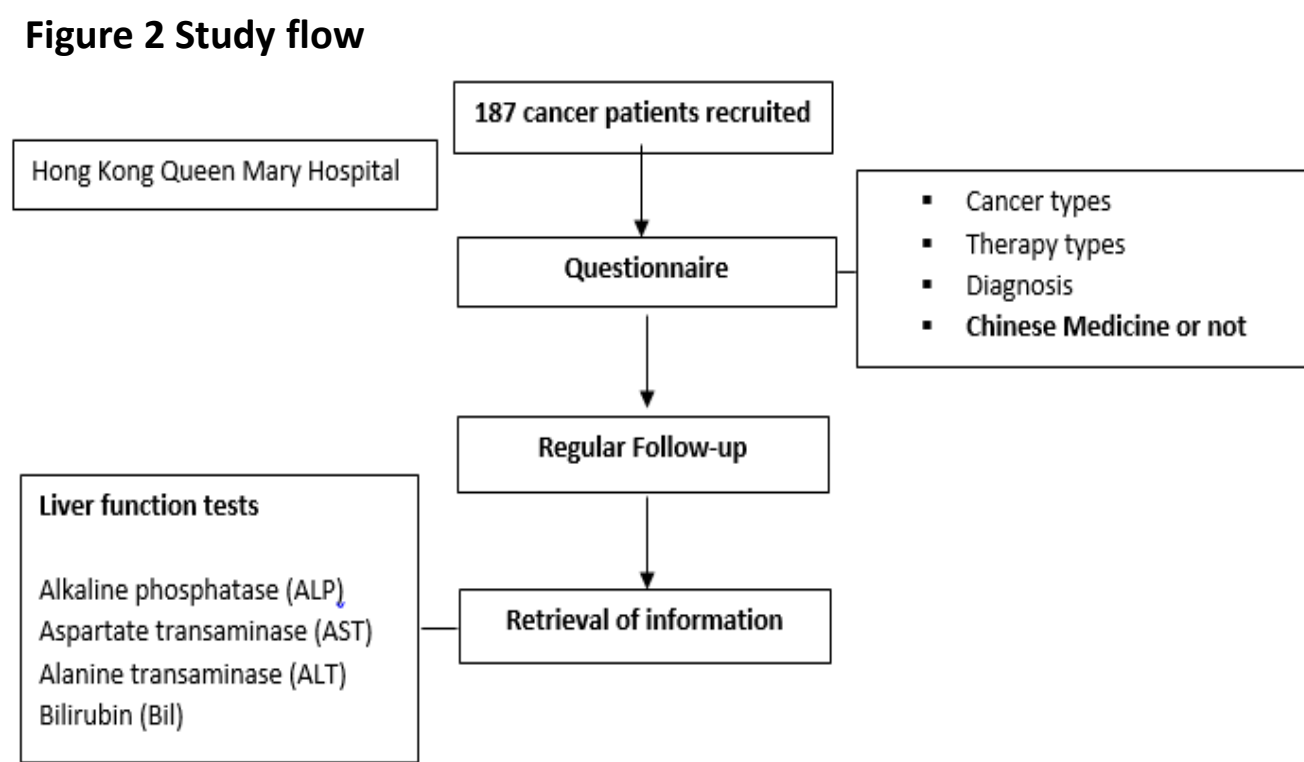 Figure 2 Study flow
187 cancer patients recruited
Hong Kong Queen Mary Hospital
Questionnaire
▪ Cancer types
▪ Therapy types
▪ Diagnosis
▪ Chinese Medicine or not
Regular Follow-up
Liver function tests
Alkaline phosphatase (ALP)
Aspartate transaminase (AST)
Alanine transaminase (ALT)
Bilirubin (Bil)
Retrieval of information